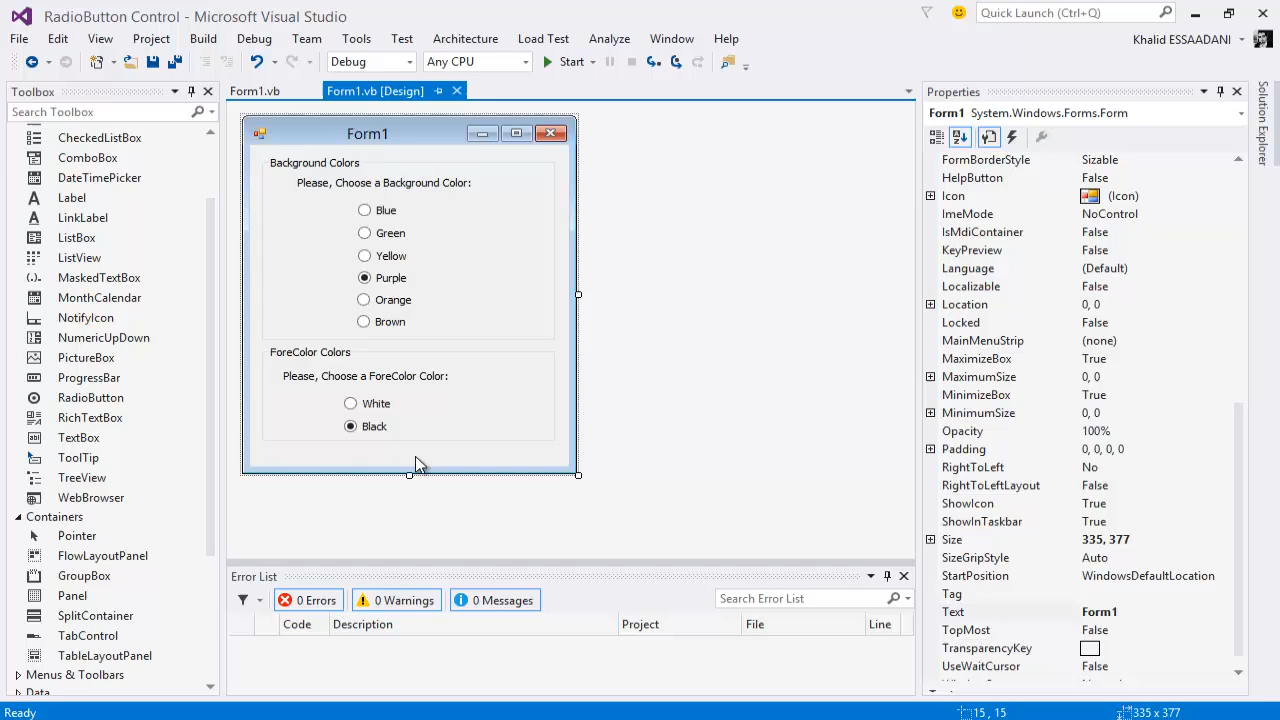 RadioButton Control - Microsoft Visual Studio
Quick Launch (Ctrl+Q)
File Edit View Project Build Debug Team Tools Test Architecture Load Test Analyze Window Help
Khalid ESSAADANI
Debug Any CPU Start
Toolbox
Search Toolbox
CheckedListBox
ComboBox
DateTimePicker
Label
LinkLabel
ListBox
ListView
MaskedTextBox
MonthCalendar
NotifyIcon
NumericUpDown
PictureBox
ProgressBar
RadioButton
RichTextBox
TextBox
ToolTip
TreeView
WebBrowser
Containers
Pointer
FlowLayoutPanel
GroupBox
Panel
SplitContainer
TabControl
TableLayoutPanel
Menus & Toolbars
Data
Form1.vb Form1.vb [Design]
Form1
Background Colors
Please, Choose a Background Color:
Blue
Green
Yellow
Purple
Orange
Brown
ForeColor Colors
Please, Choose a ForeColor Color:
White
Black
Error List
0 Errors 0 Warnings 0 Messages
Search Error List
Code Description Project File Line
Properties
Form1 System.Windows.Forms.Form
FormBorderStyle Sizable
HelpButton False
Icon (Icon)
ImeMode NoControl
IsMdiContainer False
KeyPreview False
Language (Default)
Localizable False
Location 0, 0
Locked False
MainMenuStrip (none)
MaximizeBox True
MaximumSize 0, 0
MinimizeBox True
MinimumSize 0, 0
Opacity 100%
Padding 0, 0, 0, 0
RightToLeft No
RightToLeftLayout False
ShowIcon True
ShowInTaskbar True
Size 335, 377
SizeGripStyle Auto
StartPosition WindowsDefaultLocation
Tag
Text Form1
TopMost False
TransparencyKey
UseWaitCursor False
Solution Explorer
Ready
15 , 15
335 x 377